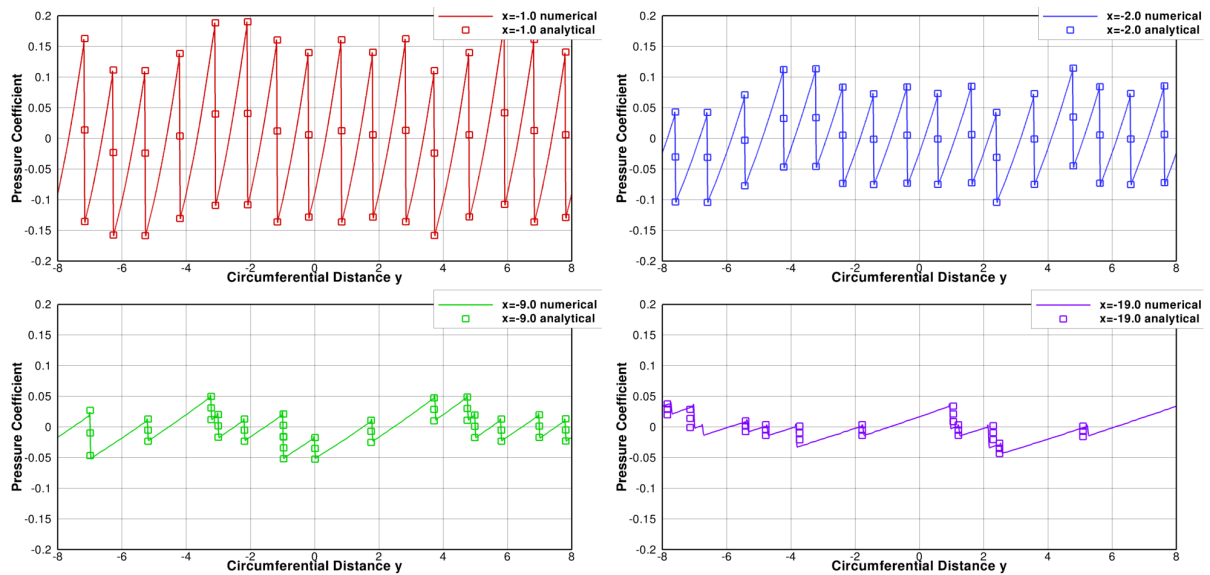 0.2
0.15
0.1
0.05
0
-0.05
-0.1
-0.15
-0.2
Pressure Coefficient
x=-1.0 numerical
x=-1.0 analytical
-8 -6 -4 -2 0 2 4 6 8
Circumferential Distance y
0.2
0.15
0.1
0.05
0
-0.05
-0.1
-0.15
-0.2
Pressure Coefficient
x=-2.0 numerical
x=-2.0 analytical
-8 -6 -4 -2 0 2 4 6 8
Circumferential Distance y
0.2
0.15
0.1
0.05
0
-0.05
-0.1
-0.15
-0.2
Pressure Coefficient
x=-9.0 numerical
x=-9.0 analytical
-8 -6 -4 -2 0 2 4 6 8
Circumferential Distance y
0.2
0.15
0.1
0.05
0
-0.05
-0.1
-0.15
-0.2
Pressure Coefficient
x=-19.0 numerical
x=-19.0 analytical
-8 -6 -4 -2 0 2 4 6 8
Circumferential Distance y